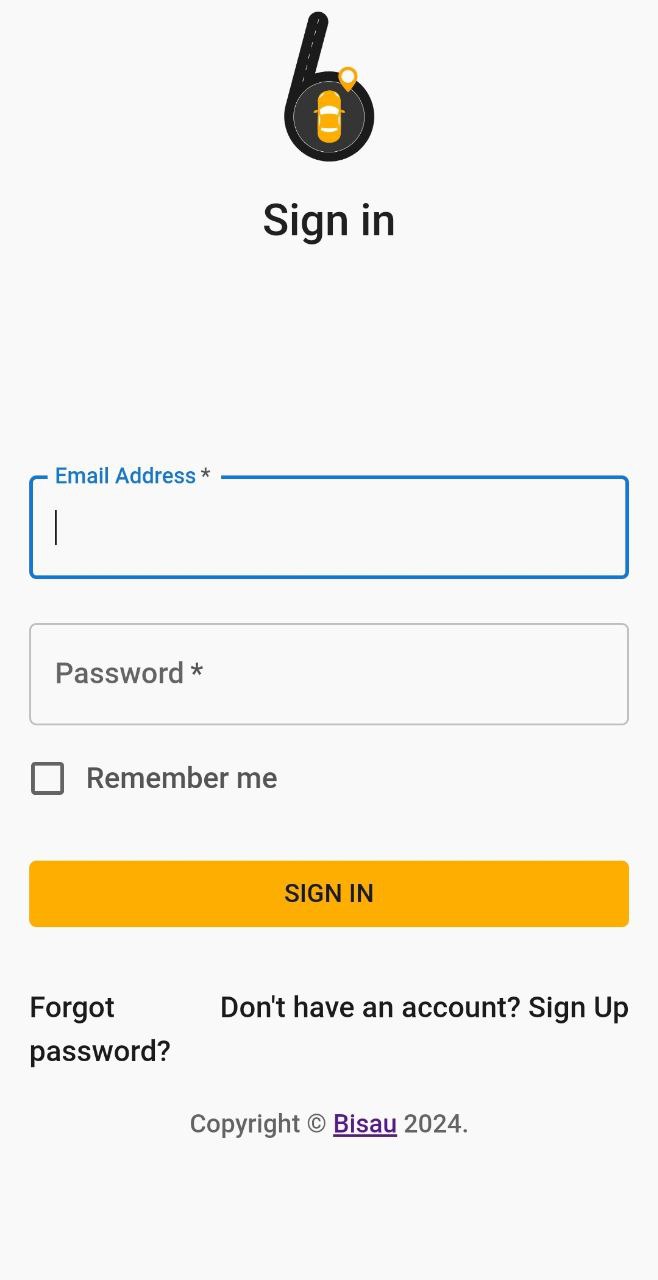 Sign in
Email Address *
Password *
Remember me
SIGN IN
Forgot password?
Don't have an account? Sign Up
Copyright © Bisau 2024.